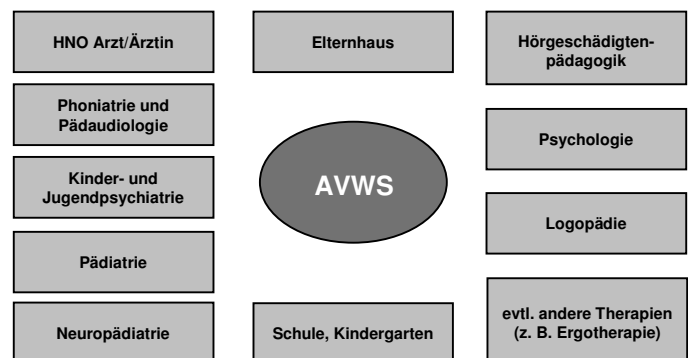 HNO Arzt/Ärztin
Phoniatrie und
Pädaudiologie
Kinder- und
Jugendpsychiatrie
Pädiatrie
Neuropädiatrie
Elternhaus
AVWS
Schule, Kindergarten
Hörgeschädigten-
pädagogik
Psychologie
Logopädie
evtl. andere Therapien
(z. B. Ergotherapie)